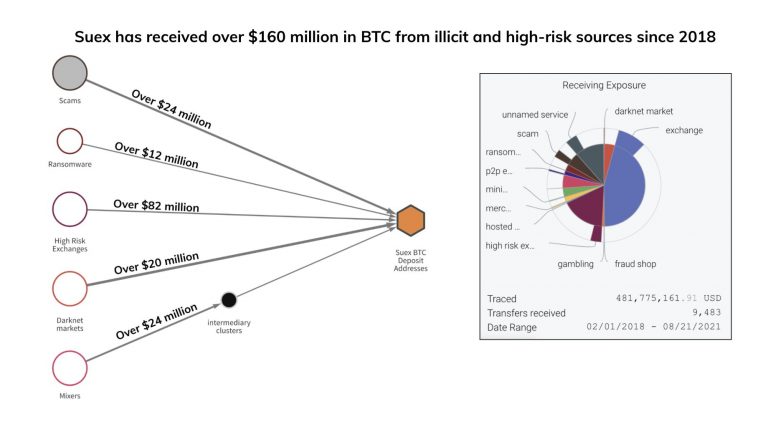 Suex has received over $160 million in BTC from illicit and high-risk sources since 2018
Scams
Over $24 million
Ransomware
Over $12 million
High Risk
Exchanges
Over $82 million
Suex BTC
Deposit
Addresses
Over $20 million
Darknet
markets
intermediary
clusters
Over $24 million
Mixers
Receiving Exposure
darknet market
unnamed service
exchange
scam
ransom...
p2p e...
mini...
merc...
hosted ...
high risk ex...
gambling
fraud shop
Traced 481,775,161.91 USD
Transfers received 9,483
Date Range 02/01/2018 - 08/21/2021